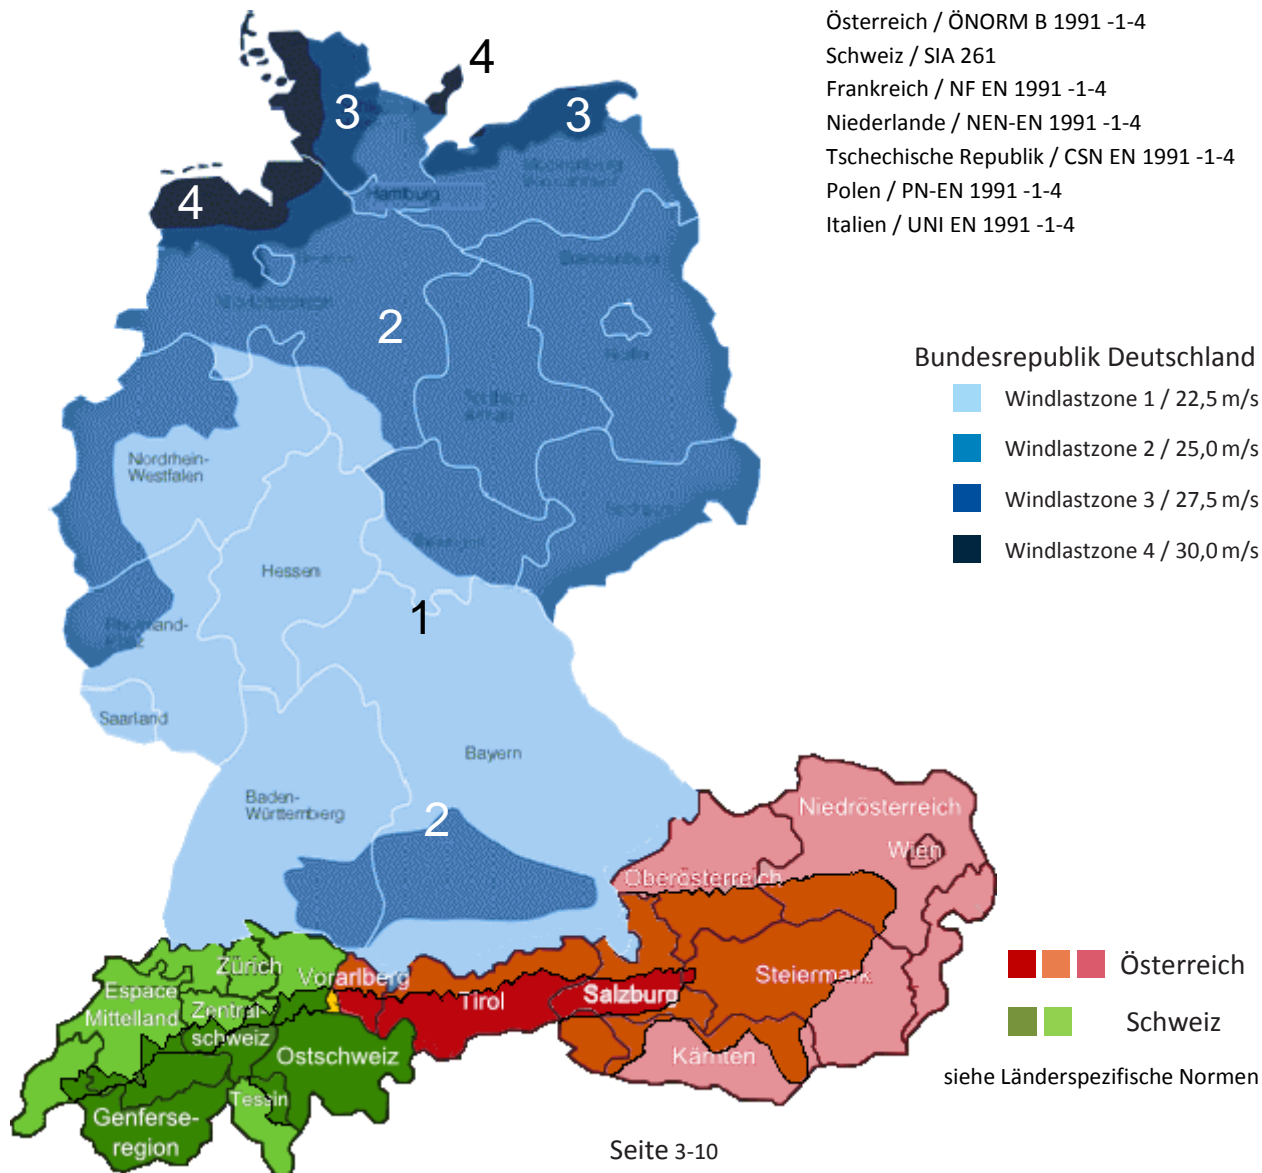 Österreich / ÖNORM B 1991 -1-4
Schweiz / SIA 261
Frankreich / NF EN 1991 -1-4
Niederlande / NEN-EN 1991 -1-4
Tschechische Republik / CSN EN 1991 -1-4
Polen / PN-EN 1991 -1-4
Italien / UNI EN 1991 -1-4
4
3
3
Hamburg
4
2
Bundesrepublik Deutschland
Windlastzone 1 / 22,5 m/s
Windlastzone 2 / 25,0 m/s
Windlastzone 3 / 27,5 m/s
Windlastzone 4 / 30,0 m/s
Nordrhein-
Westfalen
Hessen
1
Saarland
Bayern
Baden-
Württemberg
2
Niedrösterreich
Wien
Oberösterreich
Zürich
Vorarlberg
Espace
Mittelland
Zentral-
schweiz
Tirol
Salzburg
Steiermark
Ostschweiz
Kärnten
Tessin
Genferse-
region
Österreich
Schweiz
siehe Länderspezifische Normen
Seite 3-10